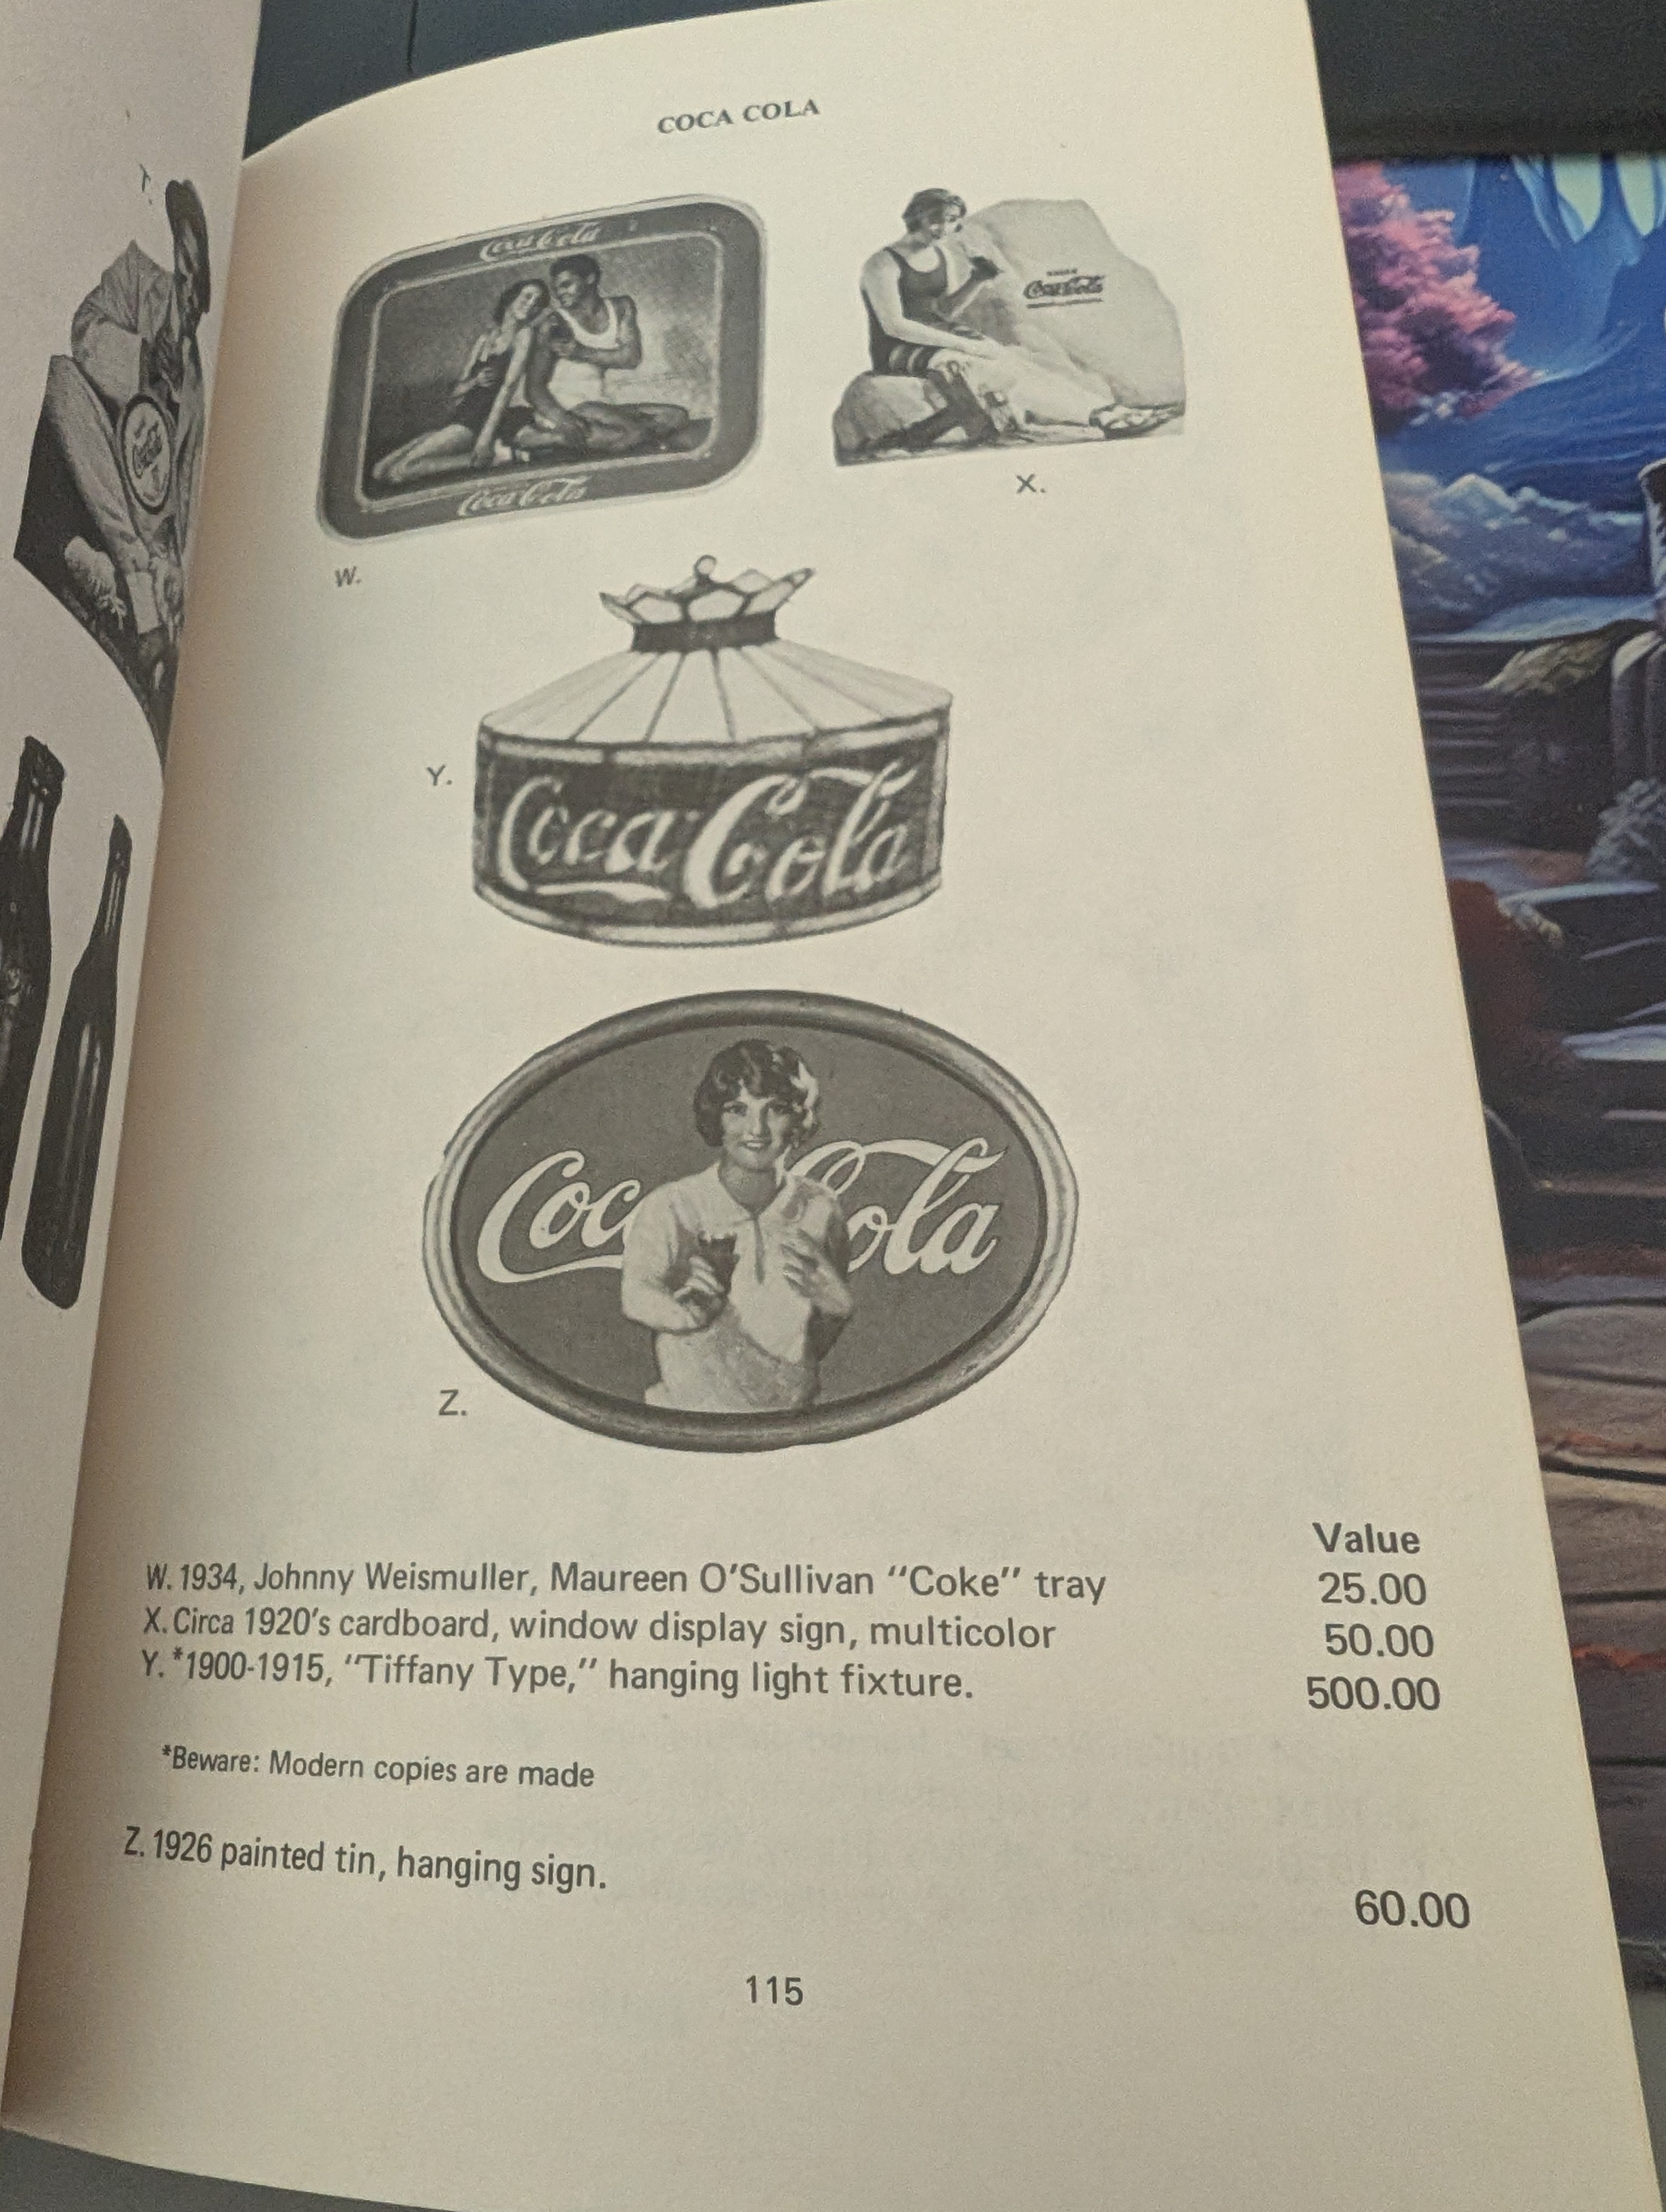 COCA COLA
T.
Coca Cola
Coca Cola
Coca-Cola
W.
X.
Y.
Coca-Cola
Coc Cola
Z.
Value
W. 1934, Johnny Weismuller, Maureen O'Sullivan "Coke" tray 25.00
X. Circa 1920's cardboard, window display sign, multicolor 50.00
Y. *1900-1915, "Tiffany Type," hanging light fixture. 500.00
*Beware: Modern copies are made
Z. 1926 painted tin, hanging sign.
60.00
115